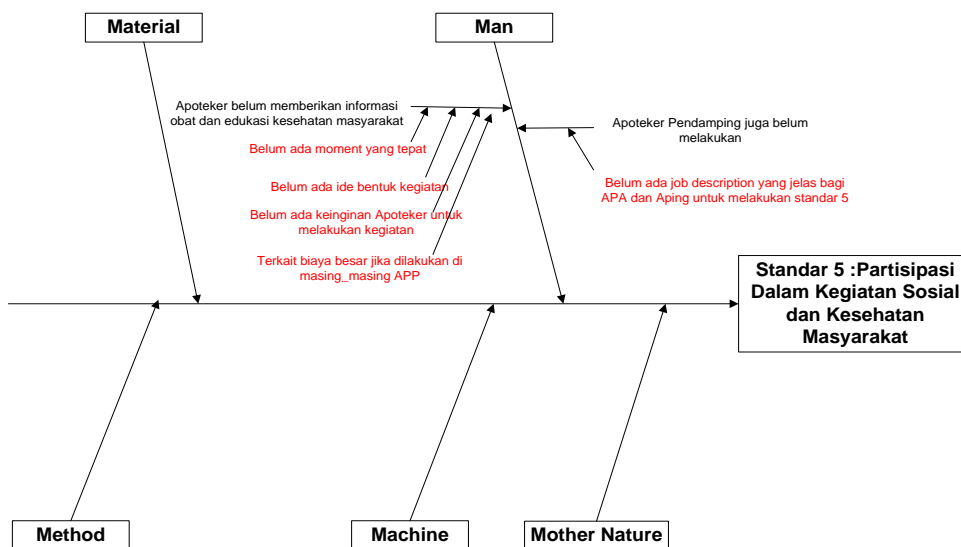 Material
Man
Apoteker belum memberikan informasi
obat dan edukasi kesehatan masyarakat
Belum ada moment yang tepat
Belum ada ide bentuk kegiatan
Belum ada keinginan Apoteker untuk
melakukan kegiatan
Terkait biaya besar jika dilakukan di
masing_masing APP
Apoteker Pendamping juga belum
melakukan
Belum ada job description yang jelas bagi
APA dan Aping untuk melakukan standar 5
Standar 5 :Partisipasi
Dalam Kegiatan Sosial
dan Kesehatan
Masyarakat
Method
Machine
Mother Nature